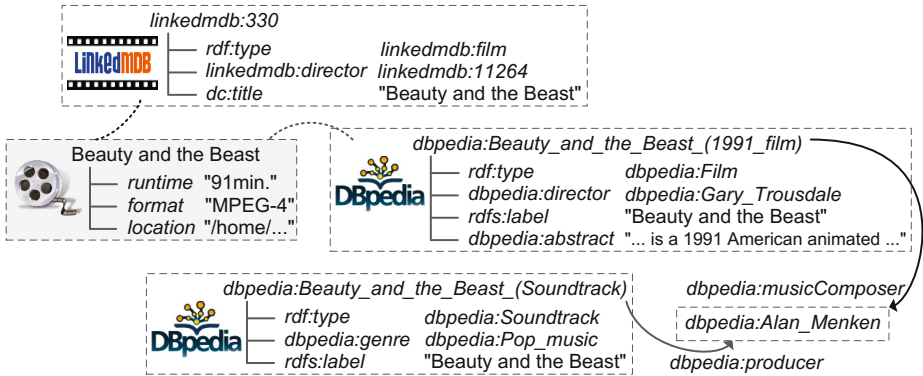 linkedmdb:330
LinkedMDB
rdf:type linkedmdb:film
linkedmdb:director linkedmdb:11264
dc:title "Beauty and the Beast"
Beauty and the Beast
runtime "91min."
format "MPEG-4"
location "/home/..."
dbpedia:Beauty_and_the_Beast_(1991_film)
DBpedia
rdf:type dbpedia:Film
dbpedia:director dbpedia:Gary_Trousdale
rdfs:label "Beauty and the Beast"
dbpedia:abstract "... is a 1991 American animated ..."
dbpedia:Beauty_and_the_Beast_(Soundtrack)
DBpedia
rdf:type dbpedia:Soundtrack
dbpedia:genre dbpedia:Pop_music
rdfs:label "Beauty and the Beast"
dbpedia:musicComposer
dbpedia:Alan_Menken
dbpedia:producer